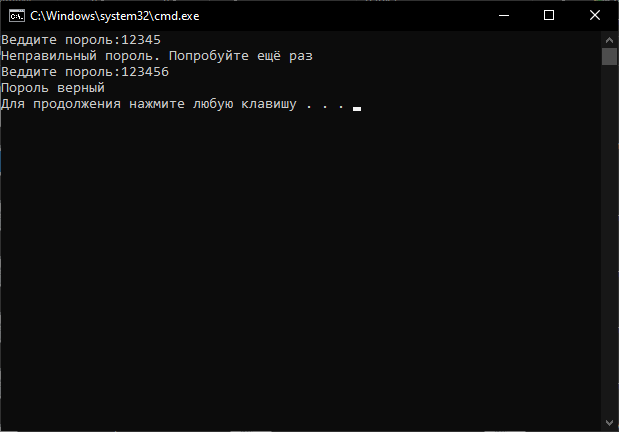 C:\Windows\system32\cmd.exe
Веддите пороль:12345
Неправильный пороль. Попробуйте ещё раз
Веддите пороль:123456
Пороль верный
Для продолжения нажмите любую клавишу . . .